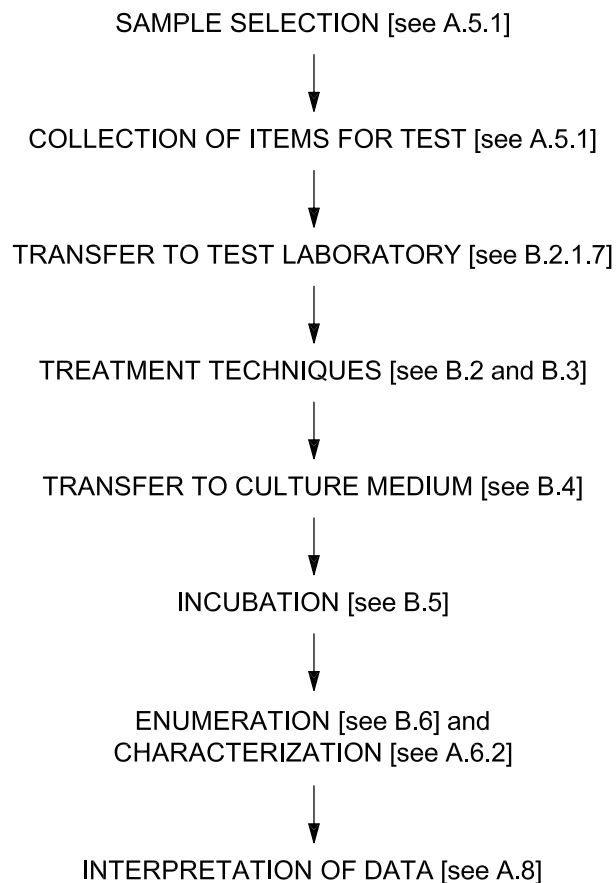 SAMPLE SELECTION [see A.5.1]
COLLECTION OF ITEMS FOR TEST [see A.5.1]
TRANSFER TO TEST LABORATORY [see B.2.1.7]
TREATMENT TECHNIQUES [see B.2 and B.3]
TRANSFER TO CULTURE MEDIUM [see B.4]
INCUBATION [see B.5]
ENUMERATION [see B.6] and
CHARACTERIZATION [see A.6.2]
INTERPRETATION OF DATA [see A.8]